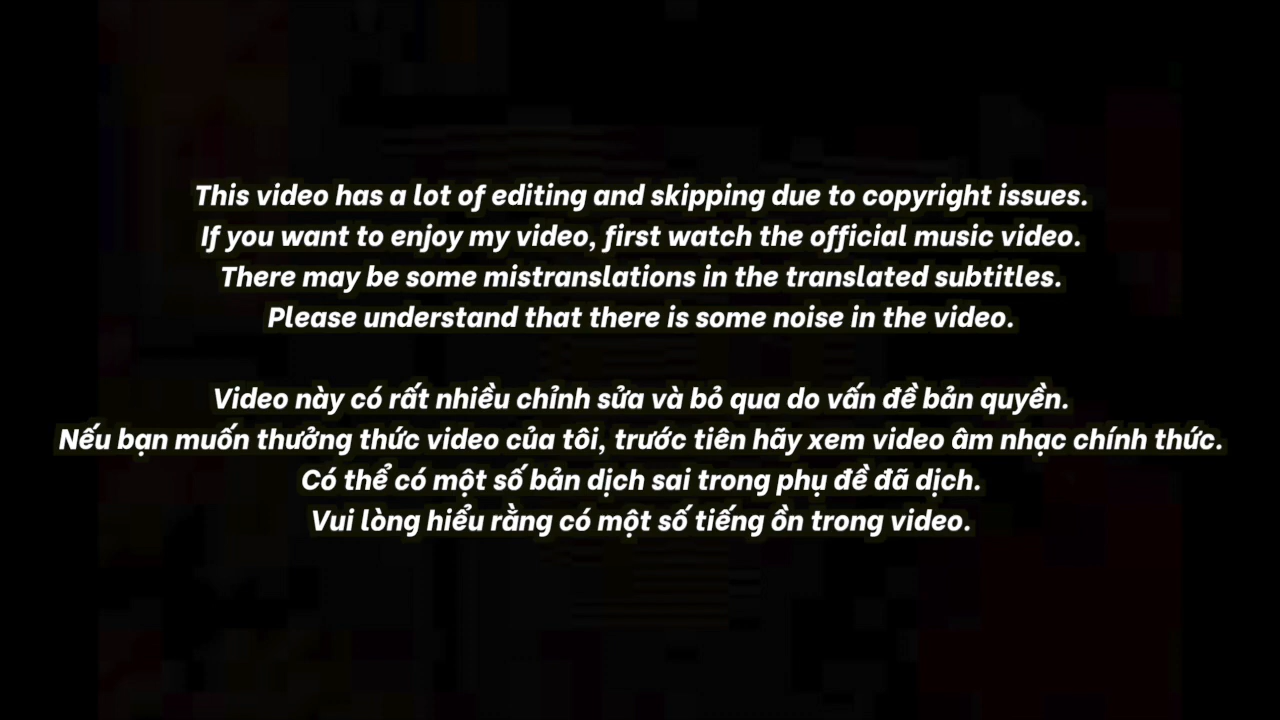 This video has a lot of editing and skipping due to copyright issues.
If you want to enjoy my video, first watch the official music video.
There may be some mistranslations in the translated subtitles.
Please understand that there is some noise in the video.
Video này có rất nhiều chỉnh sửa và bỏ qua do vấn đề bản quyền.
Nếu bạn muốn thưởng thức video của tôi, trước tiên hãy xem video âm nhạc chính thức.
Có thể có một số bản dịch sai trong phụ đề đã dịch.
Vui lòng hiểu rằng có một số tiếng ồn trong video.